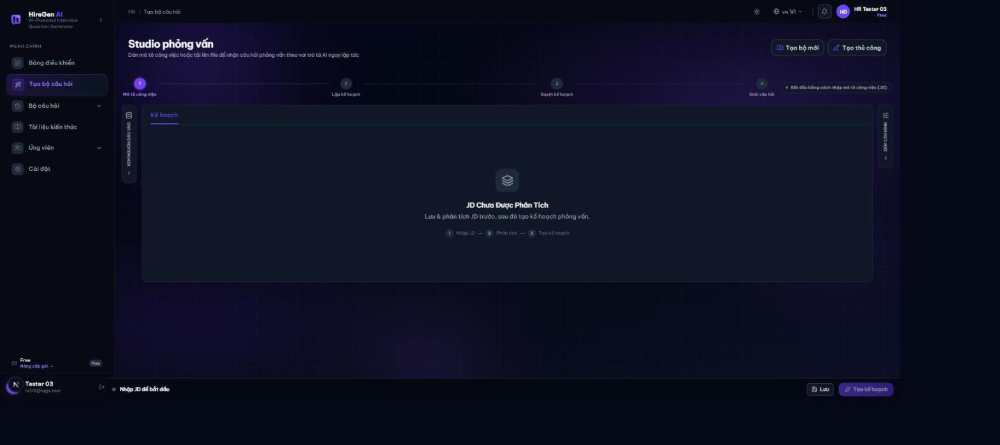 HireGen AI
AI-Powered Interview
Question Generator
MENU CHÍNH
Bảng điều khiển
Tạo bộ câu hỏi
Bộ câu hỏi
Tài liệu kiến thức
Ứng viên
Cài đặt
Free
Nâng cấp gói →
Free
N
Tester 03
hr03@iqgs.test
HR › Tạo bộ câu hỏi
VN VI
H0
HR Tester 03
Free
Studio phỏng vấn
Dán mô tả công việc hoặc tải lên file để nhận câu hỏi phỏng vấn theo vai trò từ AI ngay lập tức
Tạo bộ mới
Tạo thủ công
1
Mô tả công việc
2
Lập kế hoạch
3
Duyệt kế hoạch
4
Sinh câu hỏi
Bắt đầu bằng cách nhập mô tả công việc (JD)
XEM NGUỒN ĐẦU VÀO
Kế hoạch
JD Chưa Được Phân Tích
Lưu & phân tích JD trước, sau đó tạo kế hoạch phỏng vấn.
1 Nhập JD — 2 Phân tích — 3 Tạo kế hoạch
XEM CẤU HÌNH
Nhập JD để bắt đầu
Lưu
Tạo kế hoạch